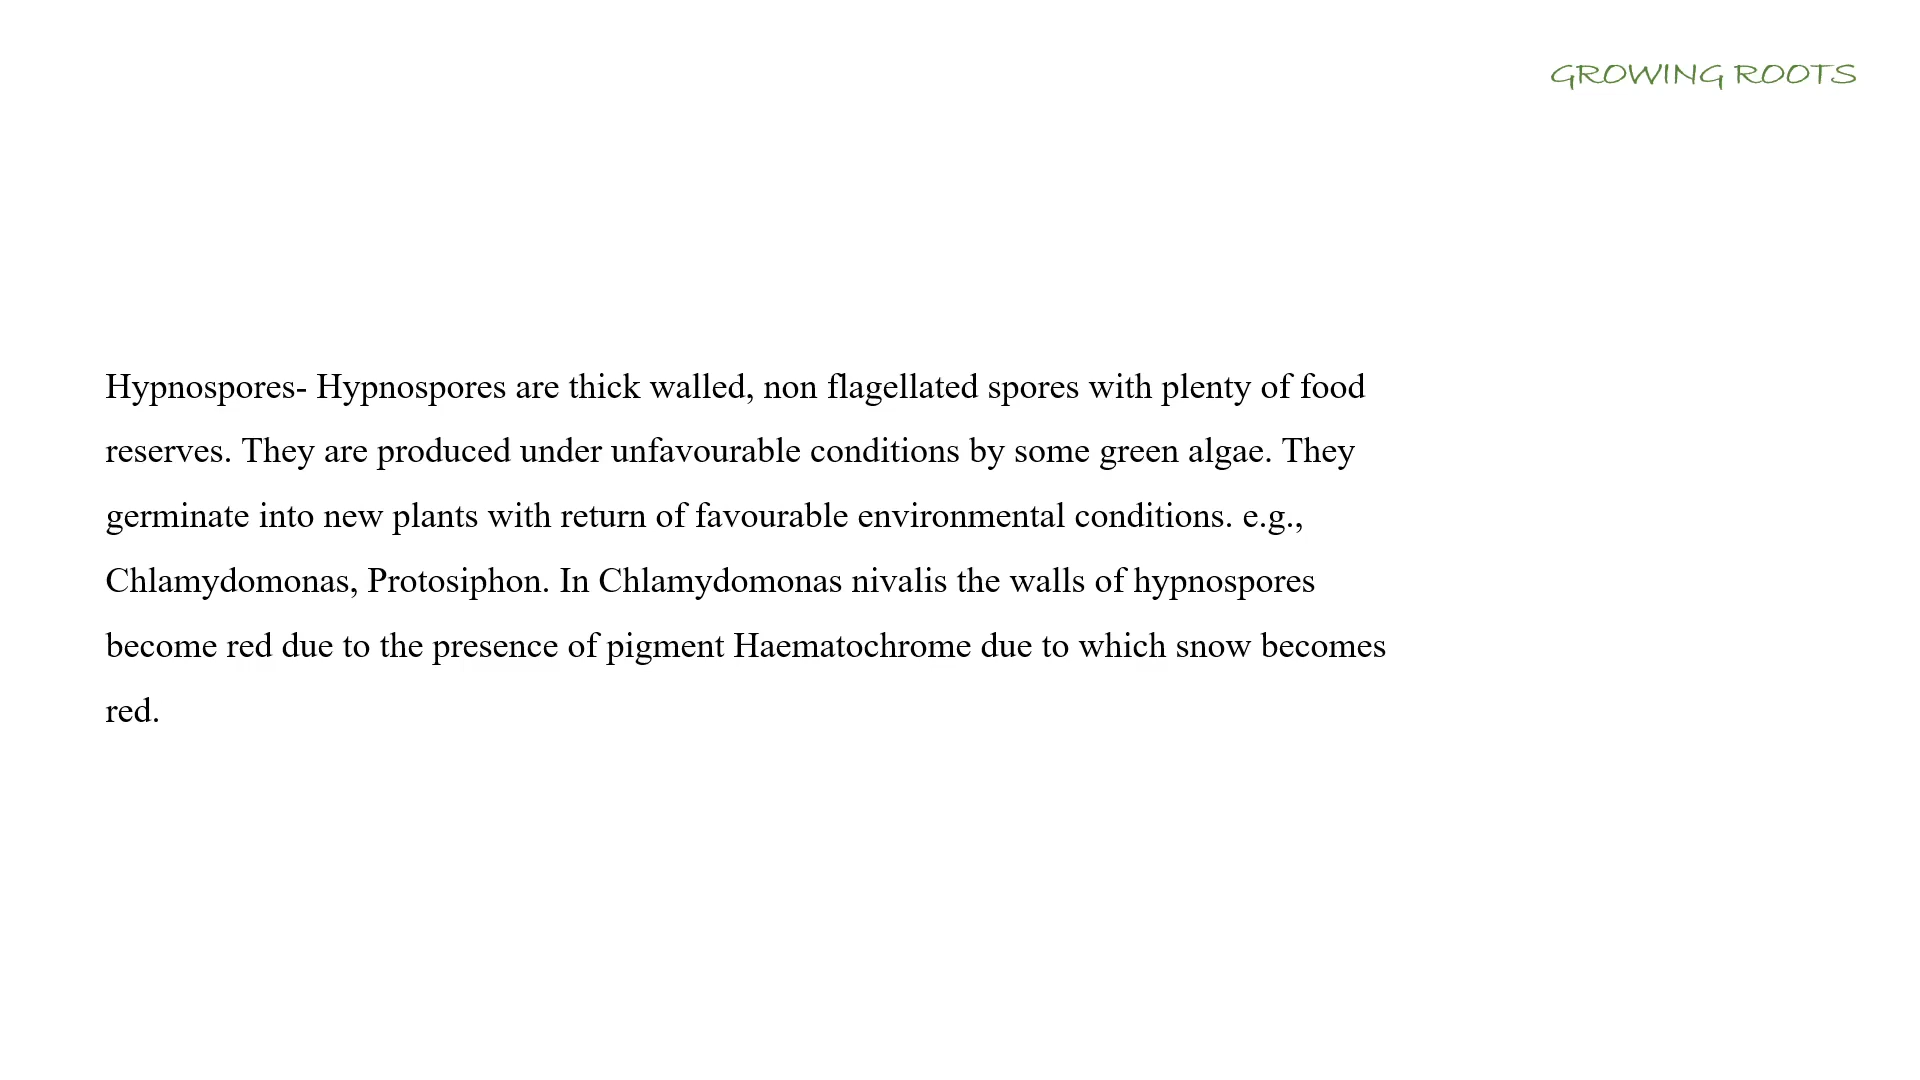 GROWING ROOTS
Hypnospores- Hypnospores are thick walled, non flagellated spores with plenty of food
reserves. They are produced under unfavourable conditions by some green algae. They
germinate into new plants with return of favourable environmental conditions. e.g.,
Chlamydomonas, Protosiphon. In Chlamydomonas nivalis the walls of hypnospores
become red due to the presence of pigment Haematochrome due to which snow becomes
red.